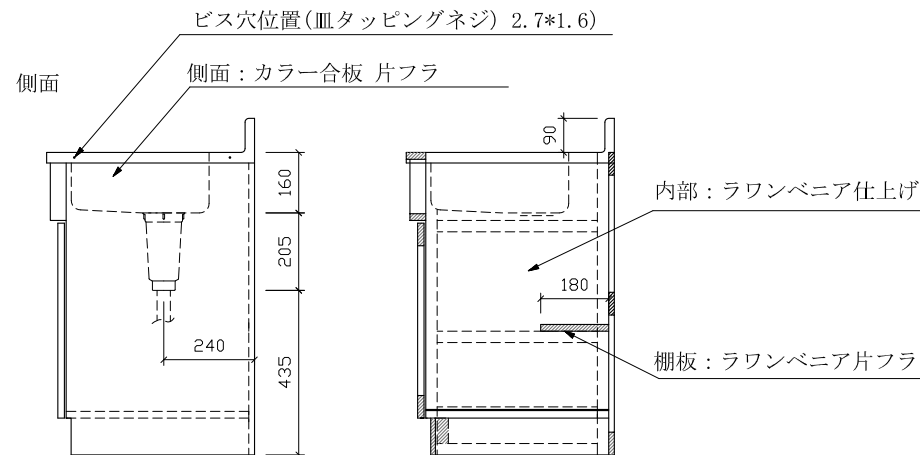 ビス穴位置(皿タッピングネジ) 2.7*1.6)
側面
側面：カラー合板 片フラ
90
160
内部：ラワンベニア仕上げ
205
180
240
435
棚板：ラワンベニア片フラ